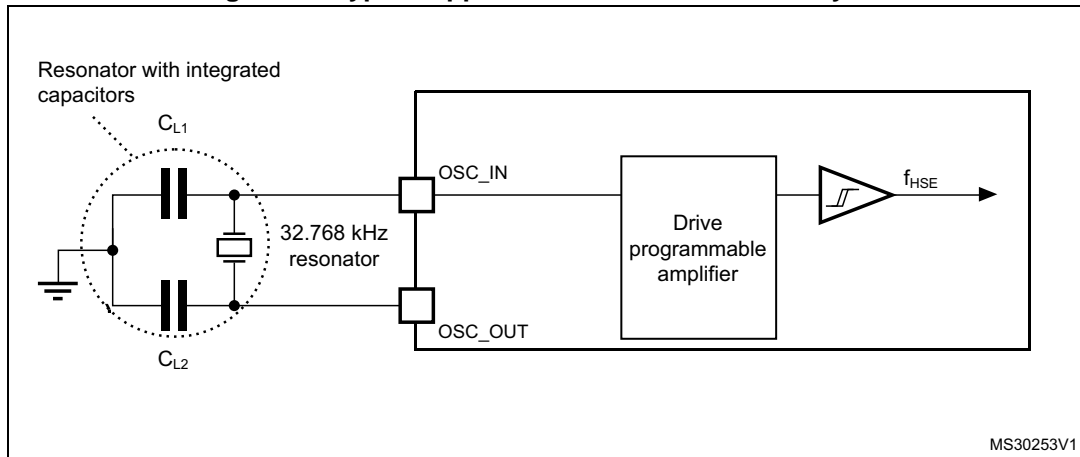 Resonator with integrated
capacitors
CL1
OSC_IN
fHSE
Drive
programmable
amplifier
32.768 kHz
resonator
OSC_OUT
CL2
MS30253V1